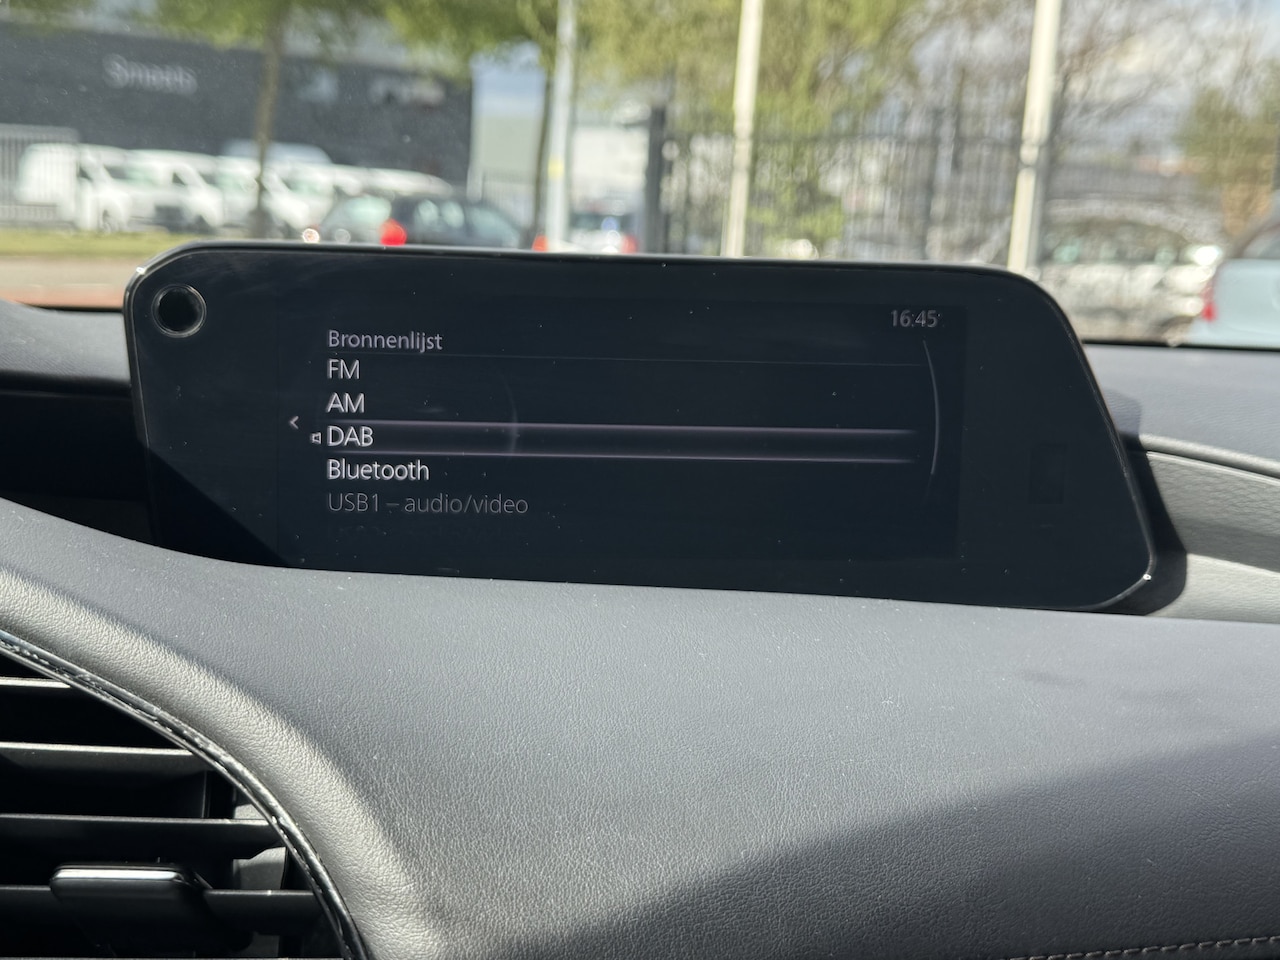 16:45
Bronnenlijst
FM
AM
DAB
Bluetooth
USB1 – audio/video